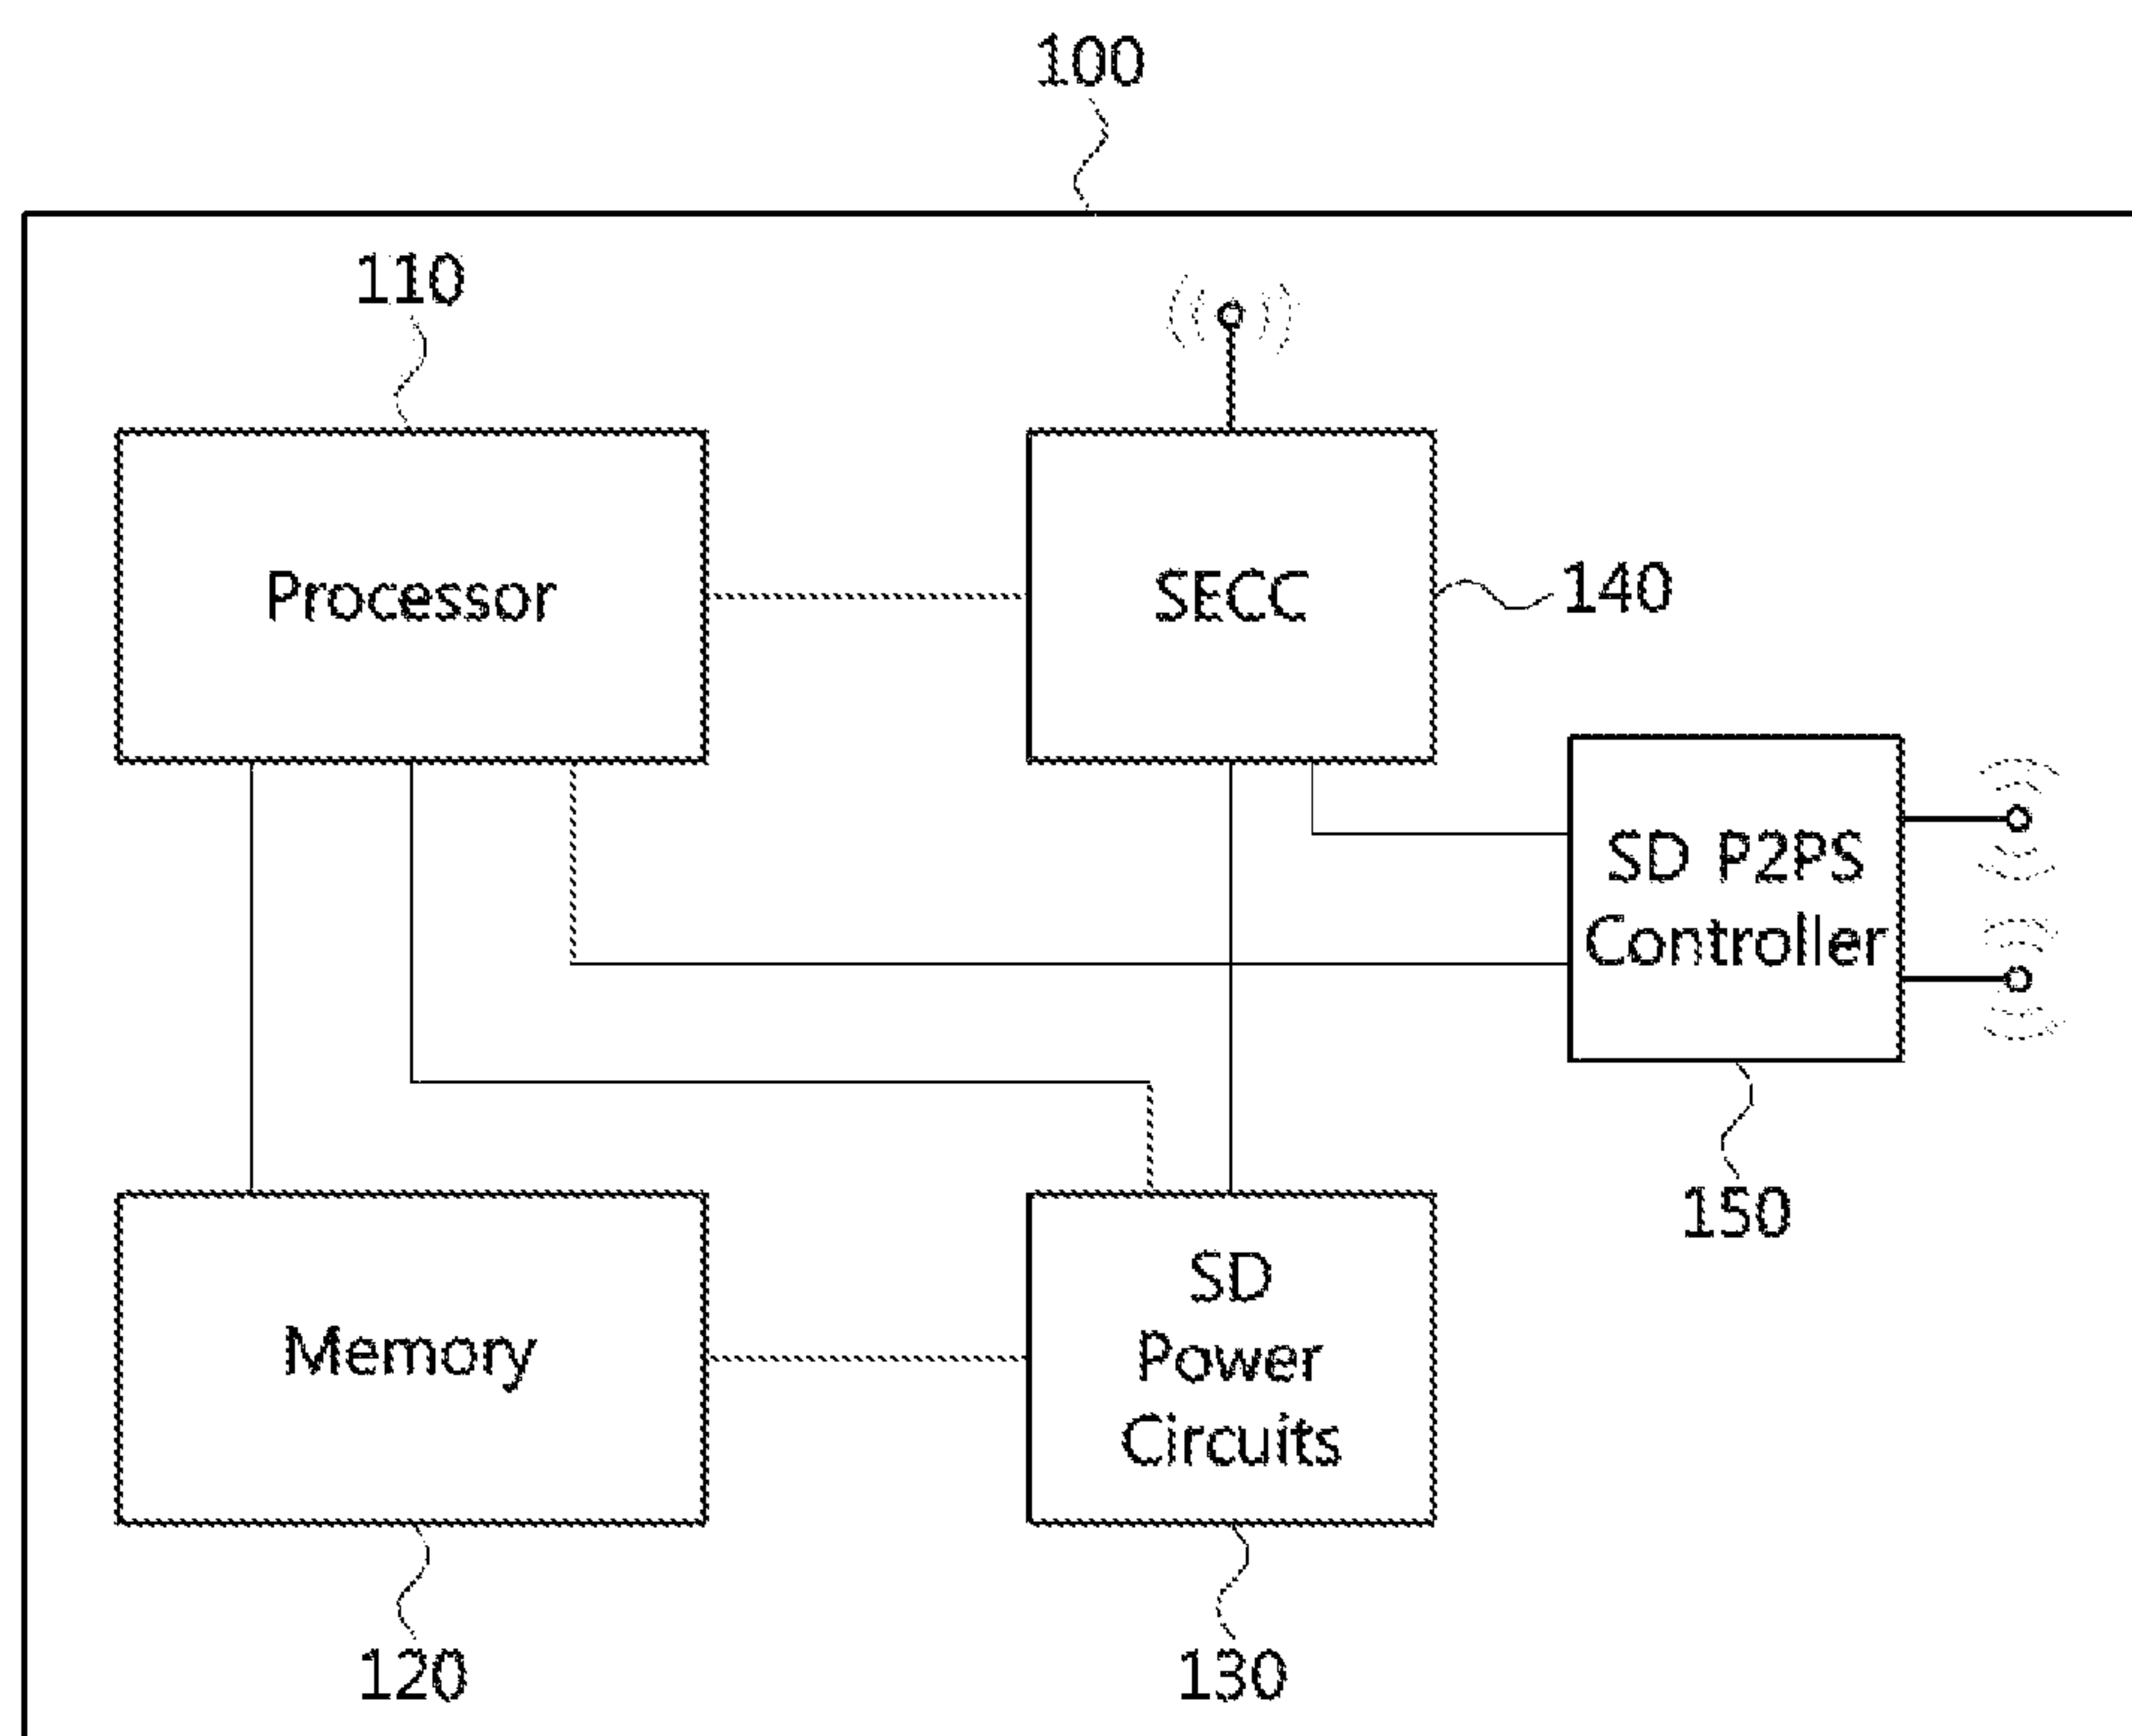 100
110
Processor
SECC
140
SD P2PS
Controller
150
Memory
SD
Power
Circuits
120
130